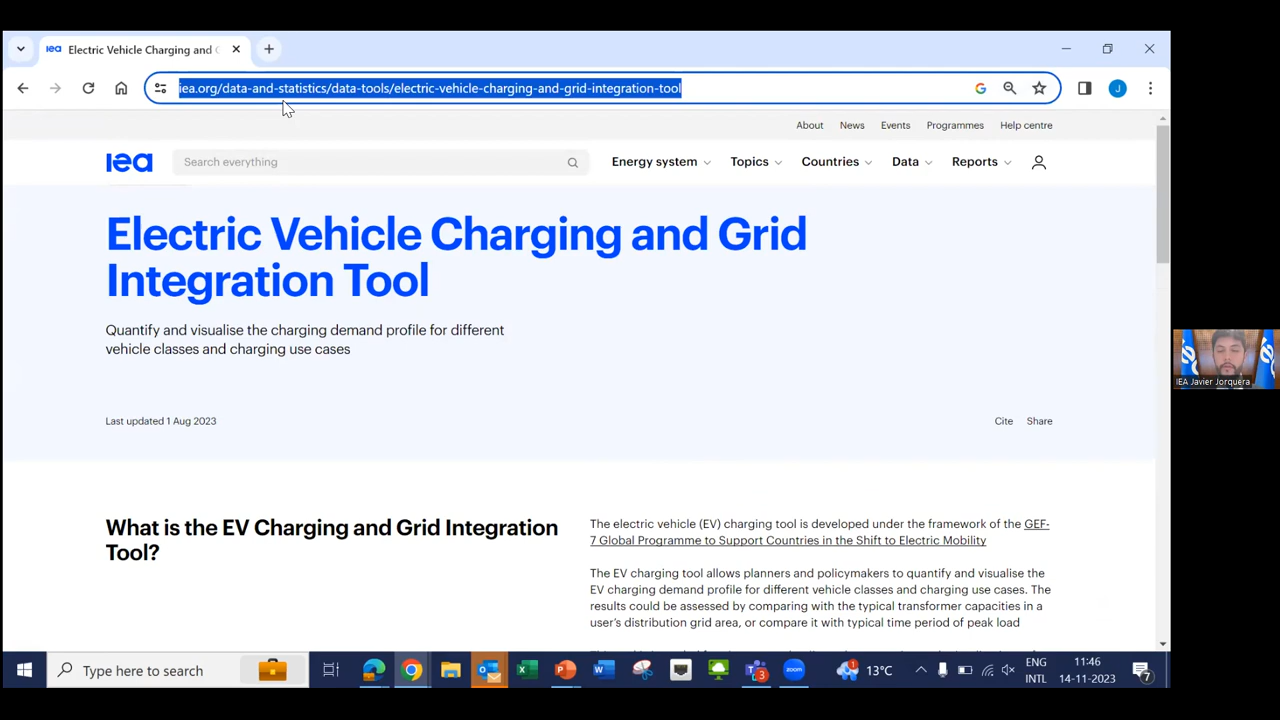 iea Electric Vehicle Charging and
iea.org/data-and-statistics/data-tools/electric-vehicle-charging-and-grid-integration-tool
G
J
About News Events Programmes Help centre
iea Search everything Energy system Topics Countries Data Reports
Electric Vehicle Charging and Grid
Integration Tool
Quantify and visualise the charging demand profile for different
vehicle classes and charging use cases
IEA Javier Jorquera
Last updated 1 Aug 2023 Cite Share
What is the EV Charging and Grid Integration
Tool?
The electric vehicle (EV) charging tool is developed under the framework of the GEF-
7 Global Programme to Support Countries in the Shift to Electric Mobility
The EV charging tool allows planners and policymakers to quantify and visualise the
EV charging demand profile for different vehicle classes and charging use cases. The
results could be assessed by comparing with the typical transformer capacities in a
user's distribution grid area, or compare it with typical time period of peak load
Type here to search
zoom
3
1
13°C
ENG
INTL
11:46
14-11-2023
7